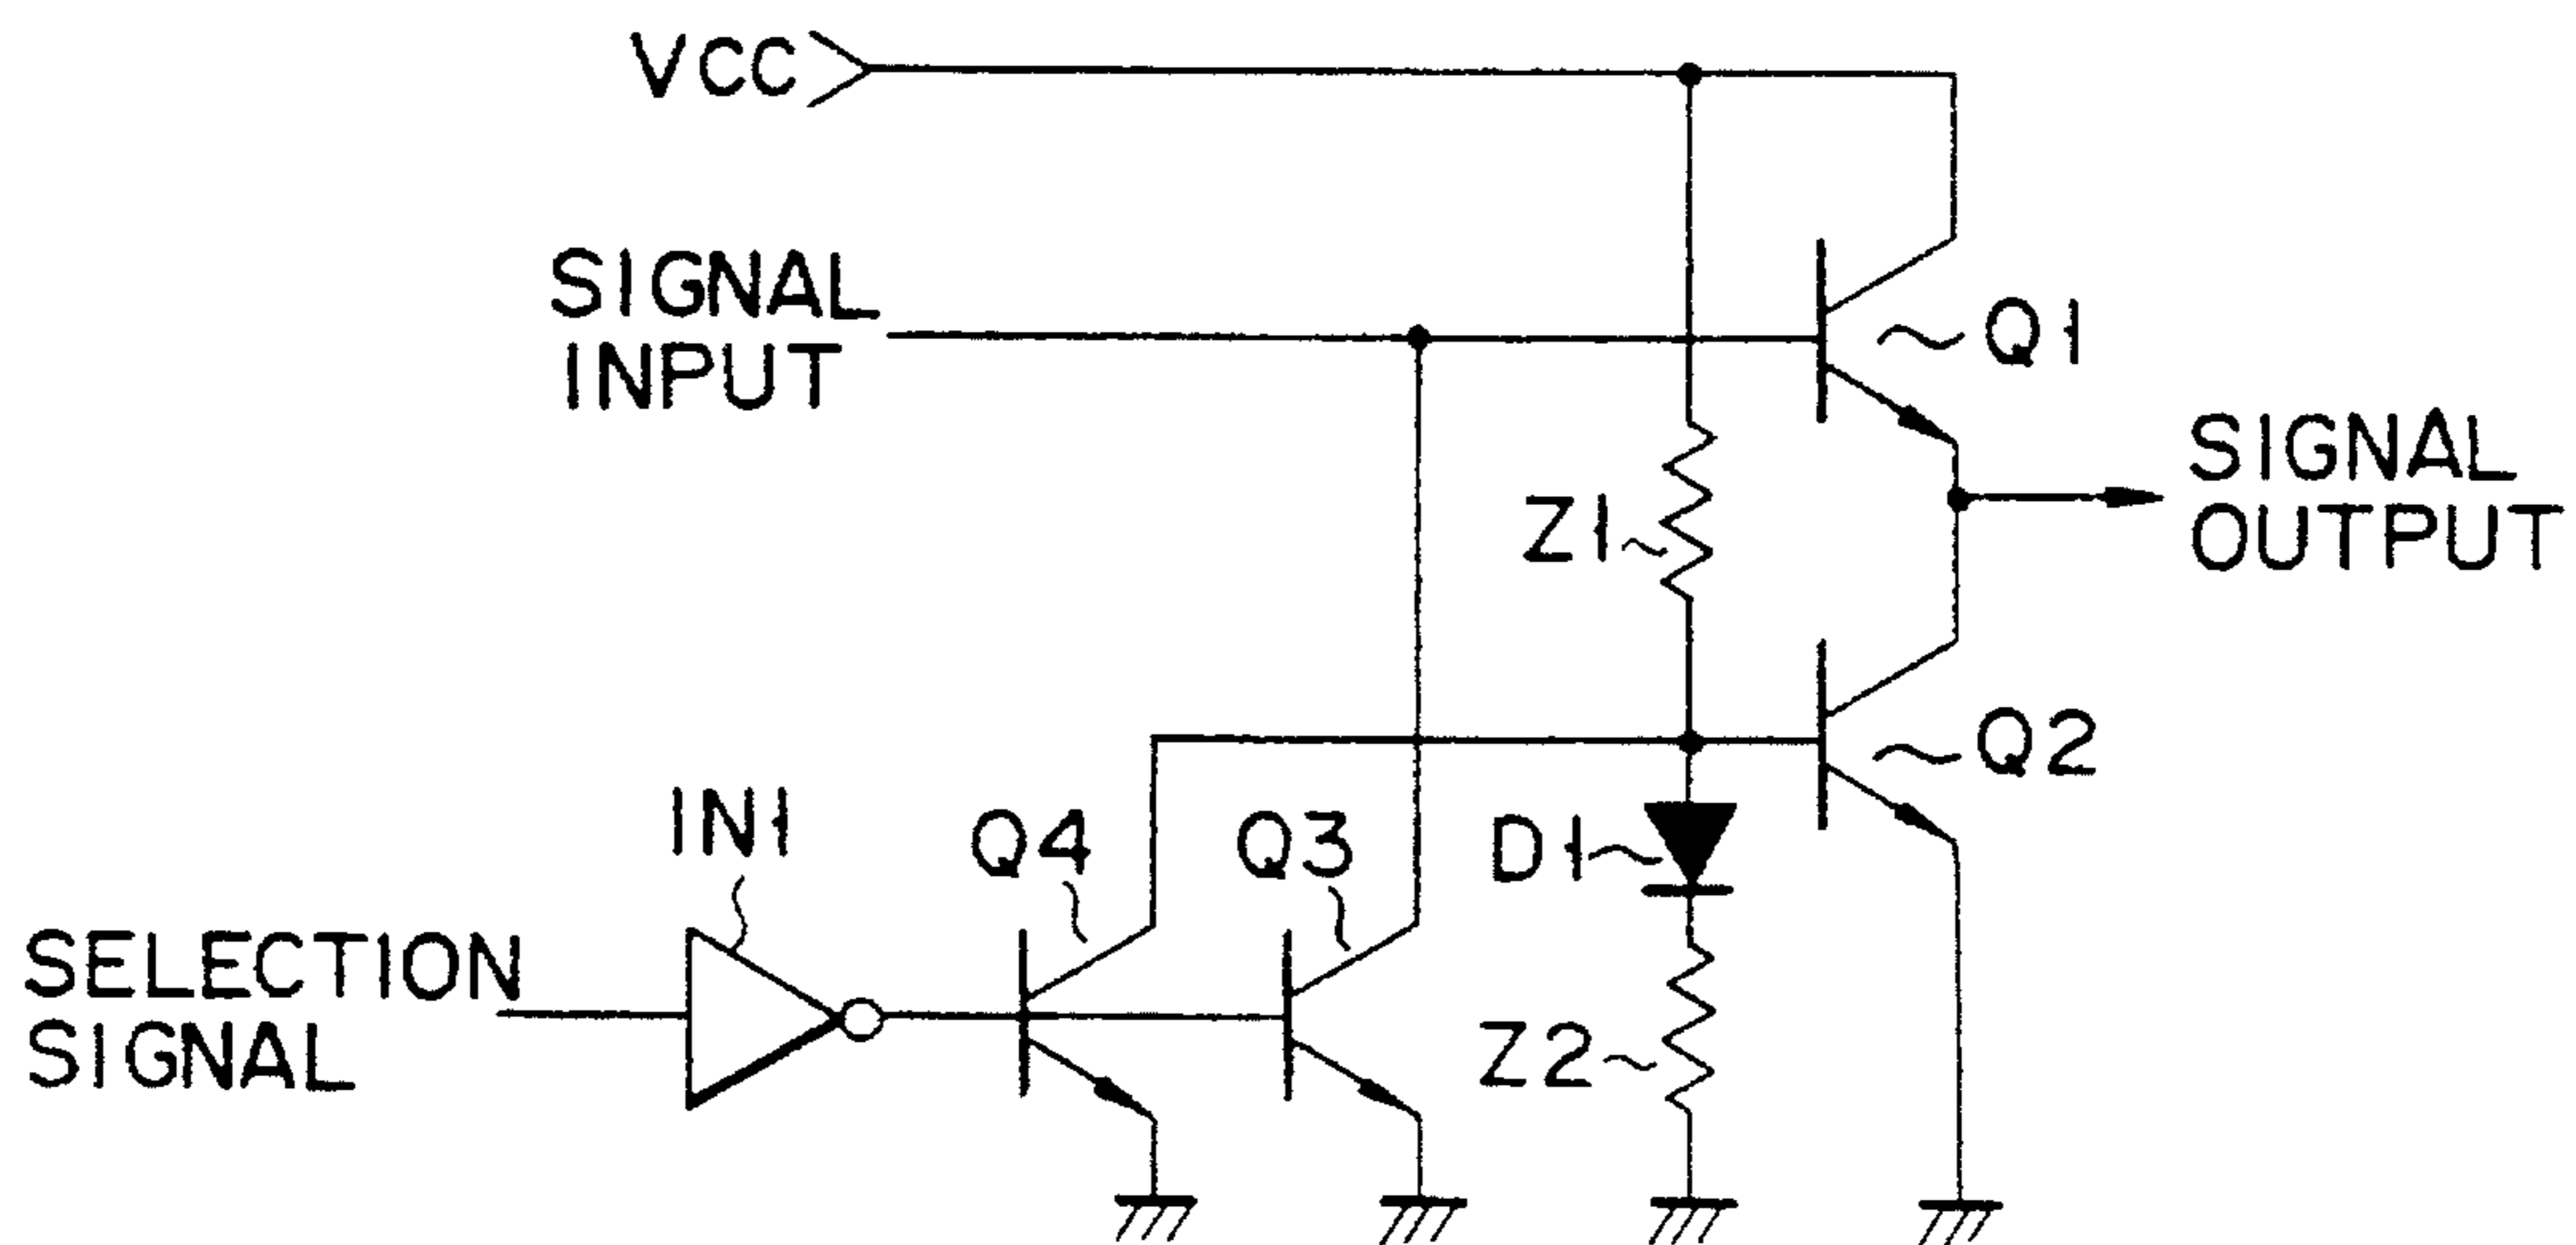 VCC
SIGNAL
INPUT
Q1
SIGNAL
OUTPUT
Z1
Q2
IN1
Q4
Q3
D1
SELECTION
SIGNAL
Z2